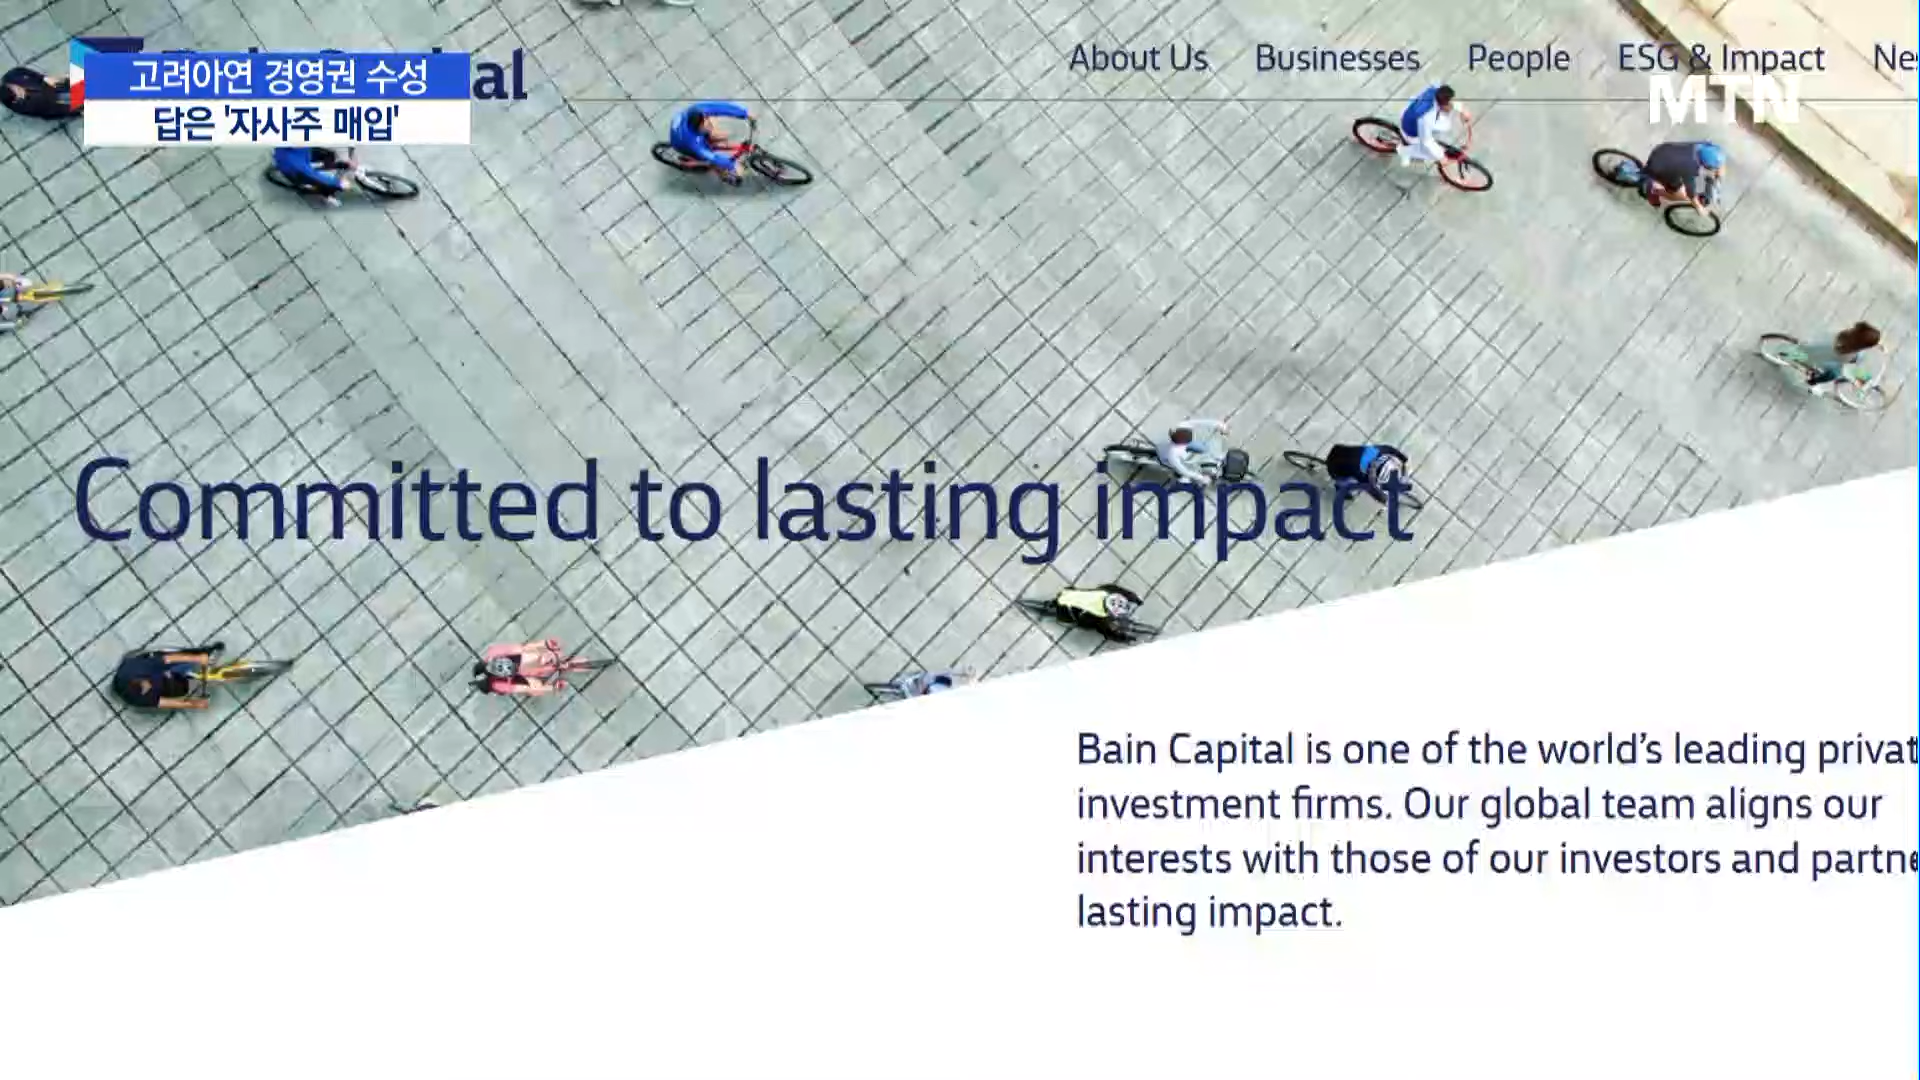 고려아연 경영권 수성
답은 '자사주 매입'
al
About Us Businesses People ESG & Impact
MTN
Committed to lasting impact
Bain Capital is one of the world's leading
investment firms. Our global team aligns our
interests with those of our investors and
lasting impact.